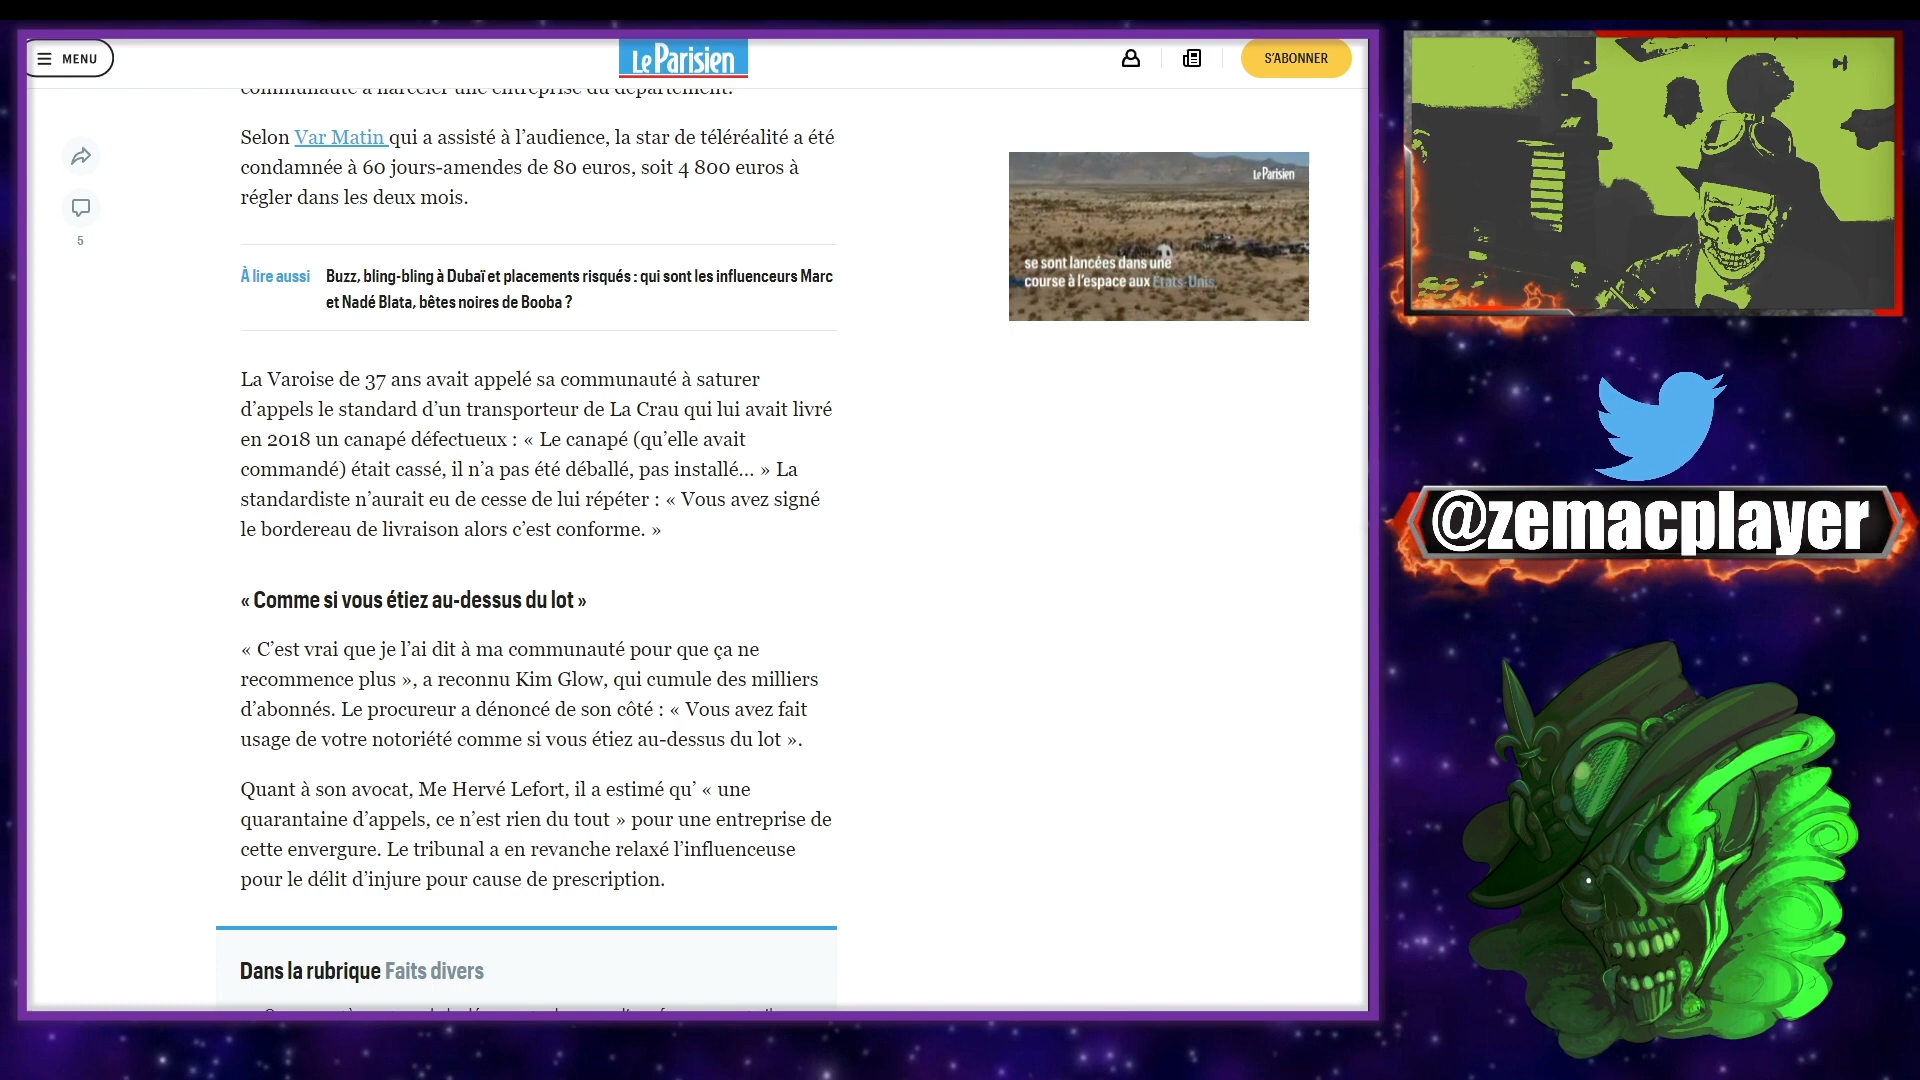 MENU
Le Parisien
S'ABONNER
communauté à harceler une entreprise du département.
Selon Var Matin qui a assisté à l'audience, la star de téléréalité a été
condamnée à 60 jours-amendes de 80 euros, soit 4 800 euros à
régler dans les deux mois.
5
À lire aussi Buzz, bling-bling à Dubaï et placements risqués : qui sont les influenceurs Marc
et Nadé Blata, bêtes noires de Booba ?
Le Parisien
se sont lancées dans une
course à l'espace aux États-Unis.
La Varoise de 37 ans avait appelé sa communauté à saturer
d'appels le standard d'un transporteur de La Crau qui lui avait livré
en 2018 un canapé défectueux : « Le canapé (qu'elle avait
commandé) était cassé, il n'a pas été déballé, pas installé... » La
standardiste n'aurait eu de cesse de lui répéter : « Vous avez signé
le bordereau de livraison alors c'est conforme. »
« Comme si vous étiez au-dessus du lot »
« C'est vrai que je l'ai dit à ma communauté pour que ça ne
recommence plus », a reconnu Kim Glow, qui cumule des milliers
d'abonnés. Le procureur a dénoncé de son côté : « Vous avez fait
usage de votre notoriété comme si vous étiez au-dessus du lot ».
Quant à son avocat, Me Hervé Lefort, il a estimé qu' « une
quarantaine d'appels, ce n'est rien du tout » pour une entreprise de
cette envergure. Le tribunal a en revanche relaxé l'influenceuse
pour le délit d'injure pour cause de prescription.
Dans la rubrique Faits divers
@zemacplayer